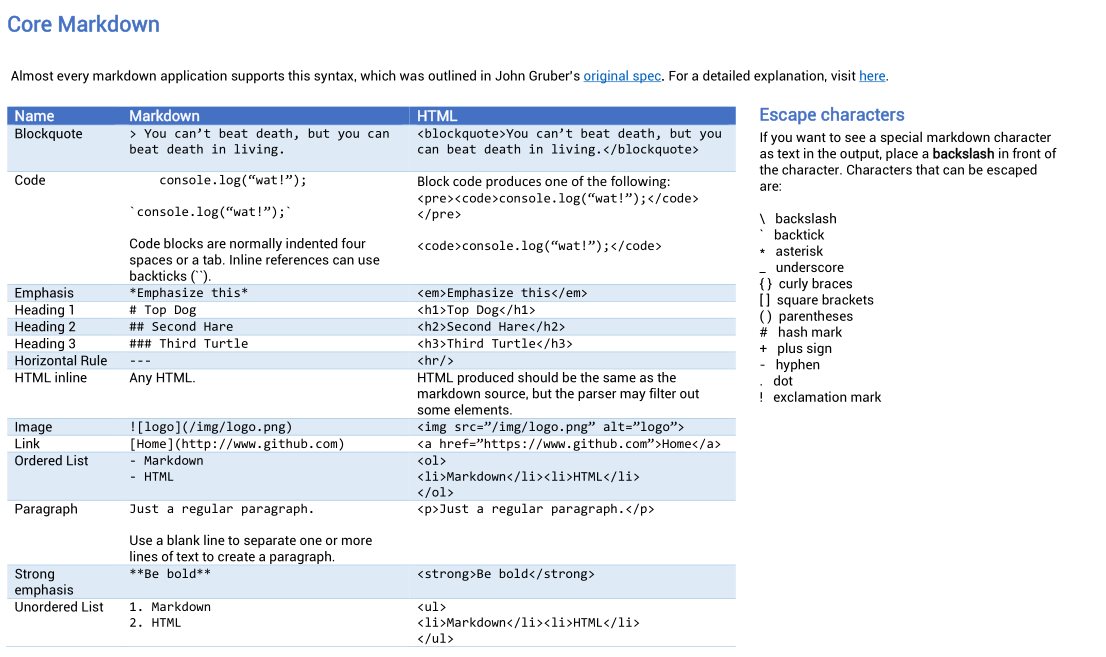 Core Markdown
Almost every markdown application supports this syntax, which was outlined in John Gruber's original spec. For a detailed explanation, visit here.
Name Markdown HTML
Blockquote > You can’t beat death, but you can <blockquote>You can’t beat death, but you
beat death in living. can beat death in living.</blockquote>
Code console.log(“wat!”); Block code produces one of the following:
<pre><code>console.log(“wat!”);</code>
`console.log(“wat!”);` </pre>
Code blocks are normally indented four <code>console.log(“wat!”);</code>
spaces or a tab. Inline references can use
backticks (``).
Emphasis *Emphasize this* <em>Emphasize this</em>
Heading 1 # Top Dog <h1>Top Dog</h1>
Heading 2 ## Second Hare <h2>Second Hare</h2>
Heading 3 ### Third Turtle <h3>Third Turtle</h3>
Horizontal Rule --- <hr/>
HTML inline Any HTML. HTML produced should be the same as the
markdown source, but the parser may filter out
some elements.
Image ![logo](/img/logo.png) <img src=”/img/logo.png” alt=”logo”>
Link [Home](http://www.github.com) <a href=”https://www.github.com”>Home</a>
Ordered List - Markdown <ol>
- HTML <li>Markdown</li><li>HTML</li>
</ol>
Paragraph Just a regular paragraph. <p>Just a regular paragraph.</p>
Use a blank line to separate one or more
lines of text to create a paragraph.
Strong **Be bold** <strong>Be bold</strong>
emphasis
Unordered List 1. Markdown <ul>
2. HTML <li>Markdown</li><li>HTML</li>
</ul>
Escape characters
If you want to see a special markdown character
as text in the output, place a backslash in front of
the character. Characters that can be escaped
are:
\ backslash
` backtick
* asterisk
_ underscore
{} curly braces
[] square brackets
() parentheses
# hash mark
+ plus sign
- hyphen
. dot
! exclamation mark